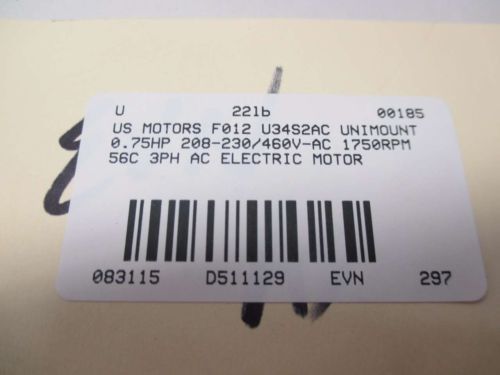 U 22lb 00185
US MOTORS F012 U34S2AC UNIMOUNT
0.75HP 208-230/460V-AC 1750RPM
56C 3PH AC ELECTRIC MOTOR
083115 D511129 EVN 297